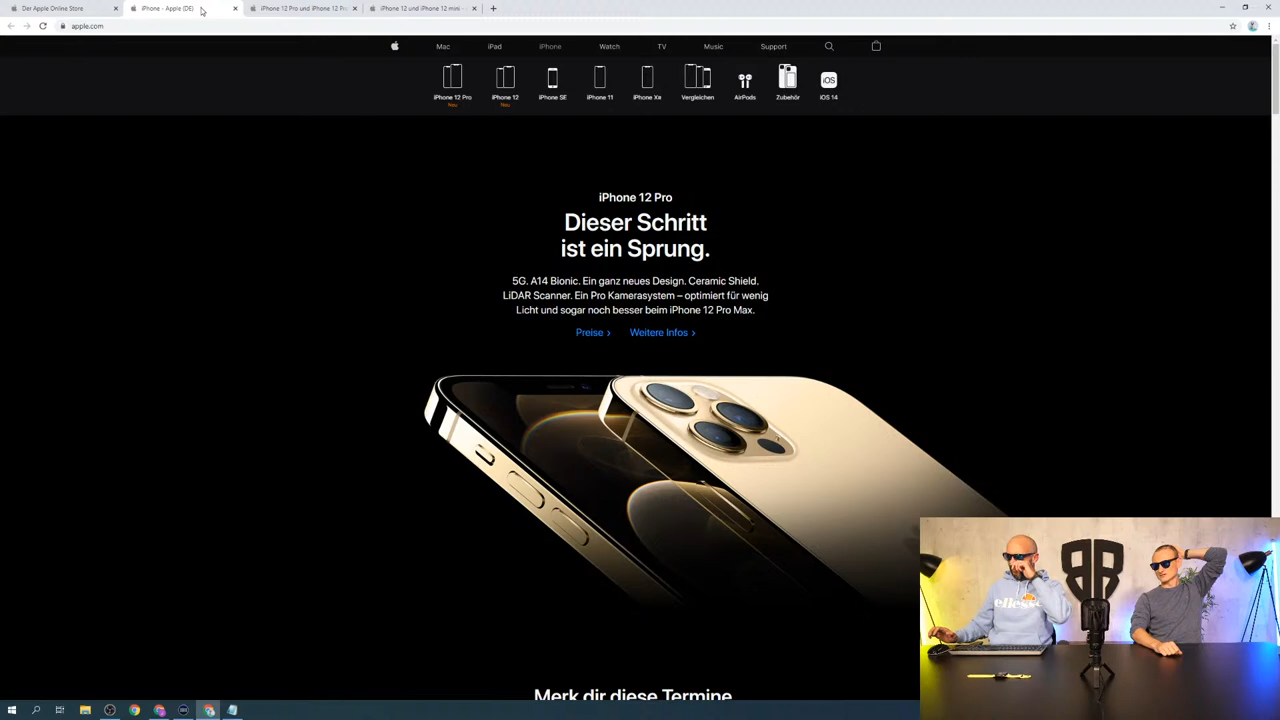 Der Apple Online Store
iPhone - Apple (DE)
iPhone 12 Pro und iPhone 12 Pr
iPhone 12 und iPhone 12 mini -
apple.com
Mac
iPad
iPhone
Watch
TV
Music
Support
iPhone 12 Pro
Neu
iPhone 12
Neu
iPhone SE
iPhone 11
iPhone XR
Vergleichen
AirPods
Zubehör
iOS
iOS 14
iPhone 12 Pro
Dieser Schritt
ist ein Sprung.
5G. A14 Bionic. Ein ganz neues Design. Ceramic Shield.
LiDAR Scanner. Ein Pro Kamerasystem – optimiert für wenig
Licht und sogar noch besser beim iPhone 12 Pro Max.
Preise >
Weitere Infos >
Merk dir diese Termine
ellesse